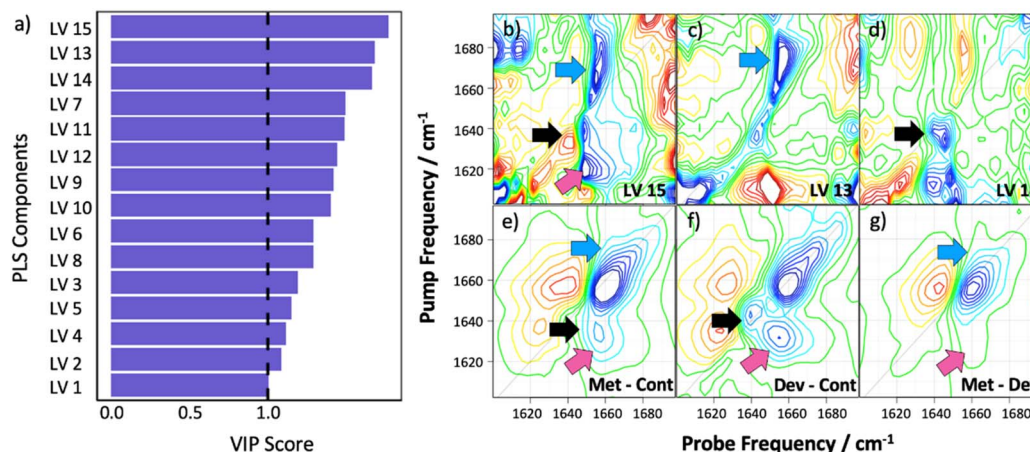 a)
LV 15
LV 13
LV 14
LV 7
LV 11
LV 12
LV 9
LV 10
LV 6
LV 8
LV 3
LV 5
LV 4
LV 2
LV 1
PLS Components
0.0 0.5 1.0
VIP Score
b) c) d)
1680
1660
1640
1620
LV 15 LV 13 LV 1
e) f) g)
1680
1660
1640
1620
Met - Cont Dev - Cont Met - De
1620 1640 1660 1680 1620 1640 1660 1680 1620 1640 1660 1680
Pump Frequency / cm⁻¹
Probe Frequency / cm⁻¹